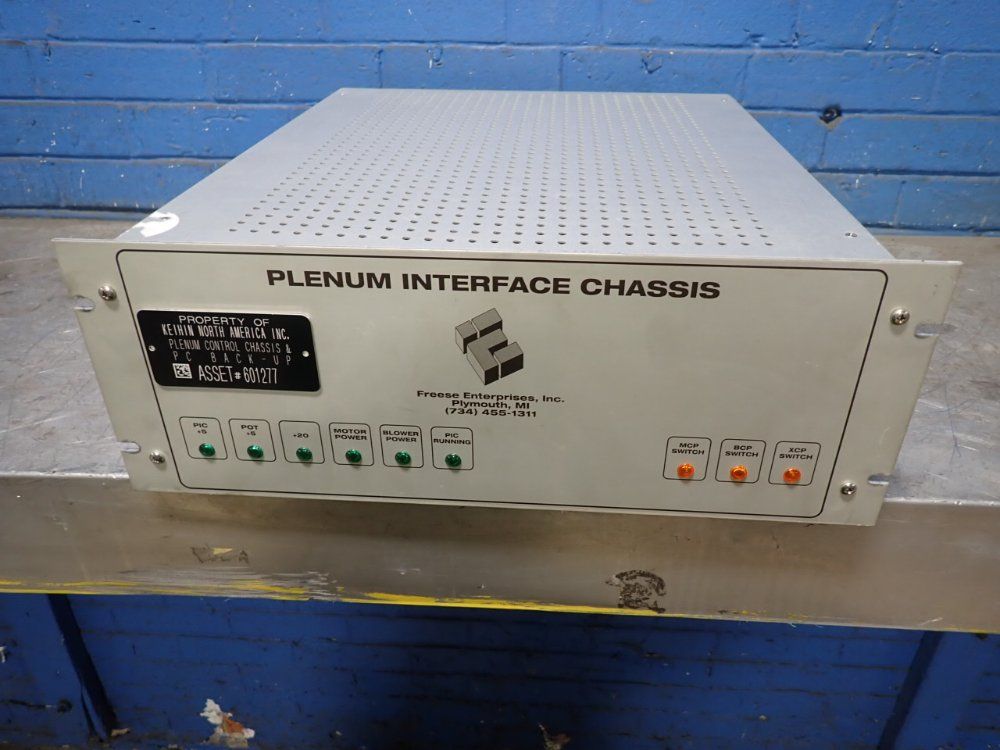 PLENUM INTERFACE CHASSIS
PROPERTY OF
KEIHIN NORTH AMERICA INC.
PLENUM CONTROL CHASSIS &
PC BACK-UP
ASSET# 601277
Freese Enterprises, Inc.
Plymouth, MI
(734) 455-1311
PIC
+5
POT
+5
+20
MOTOR
POWER
BLOWER
POWER
PIC
RUNNING
MCP
SWITCH
BCP
SWITCH
XCP
SWITCH